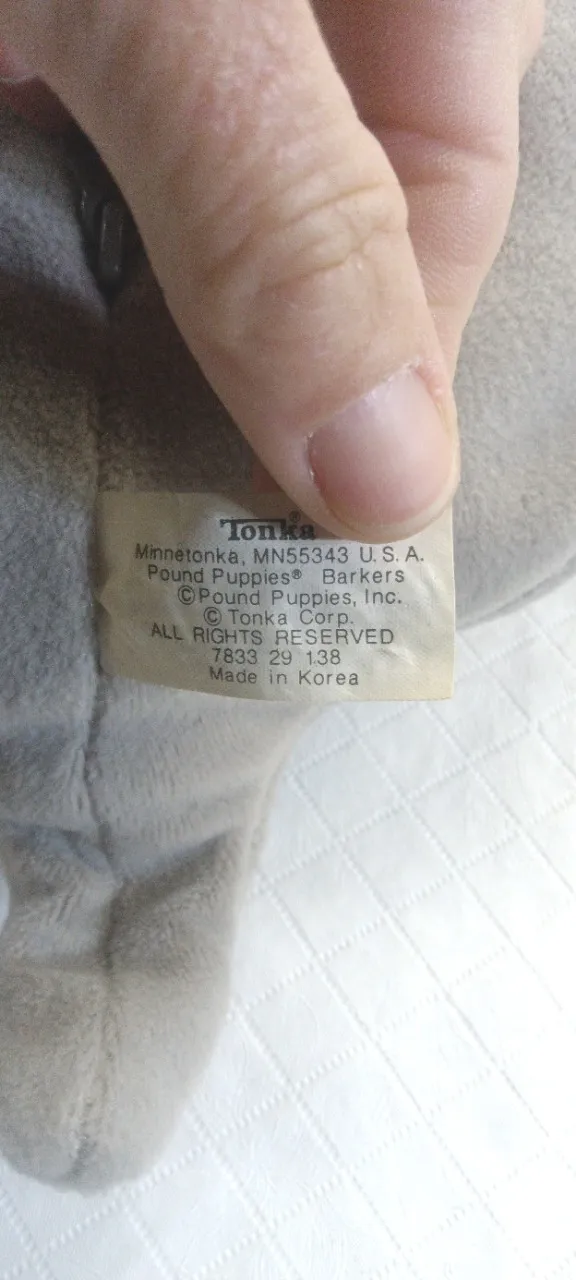 Tonka®
Minnetonka, MN55343 U.S.A.
Pound Puppies® Barkers
©Pound Puppies, Inc.
© Tonka Corp.
ALL RIGHTS RESERVED
7833 29 138
Made in Korea